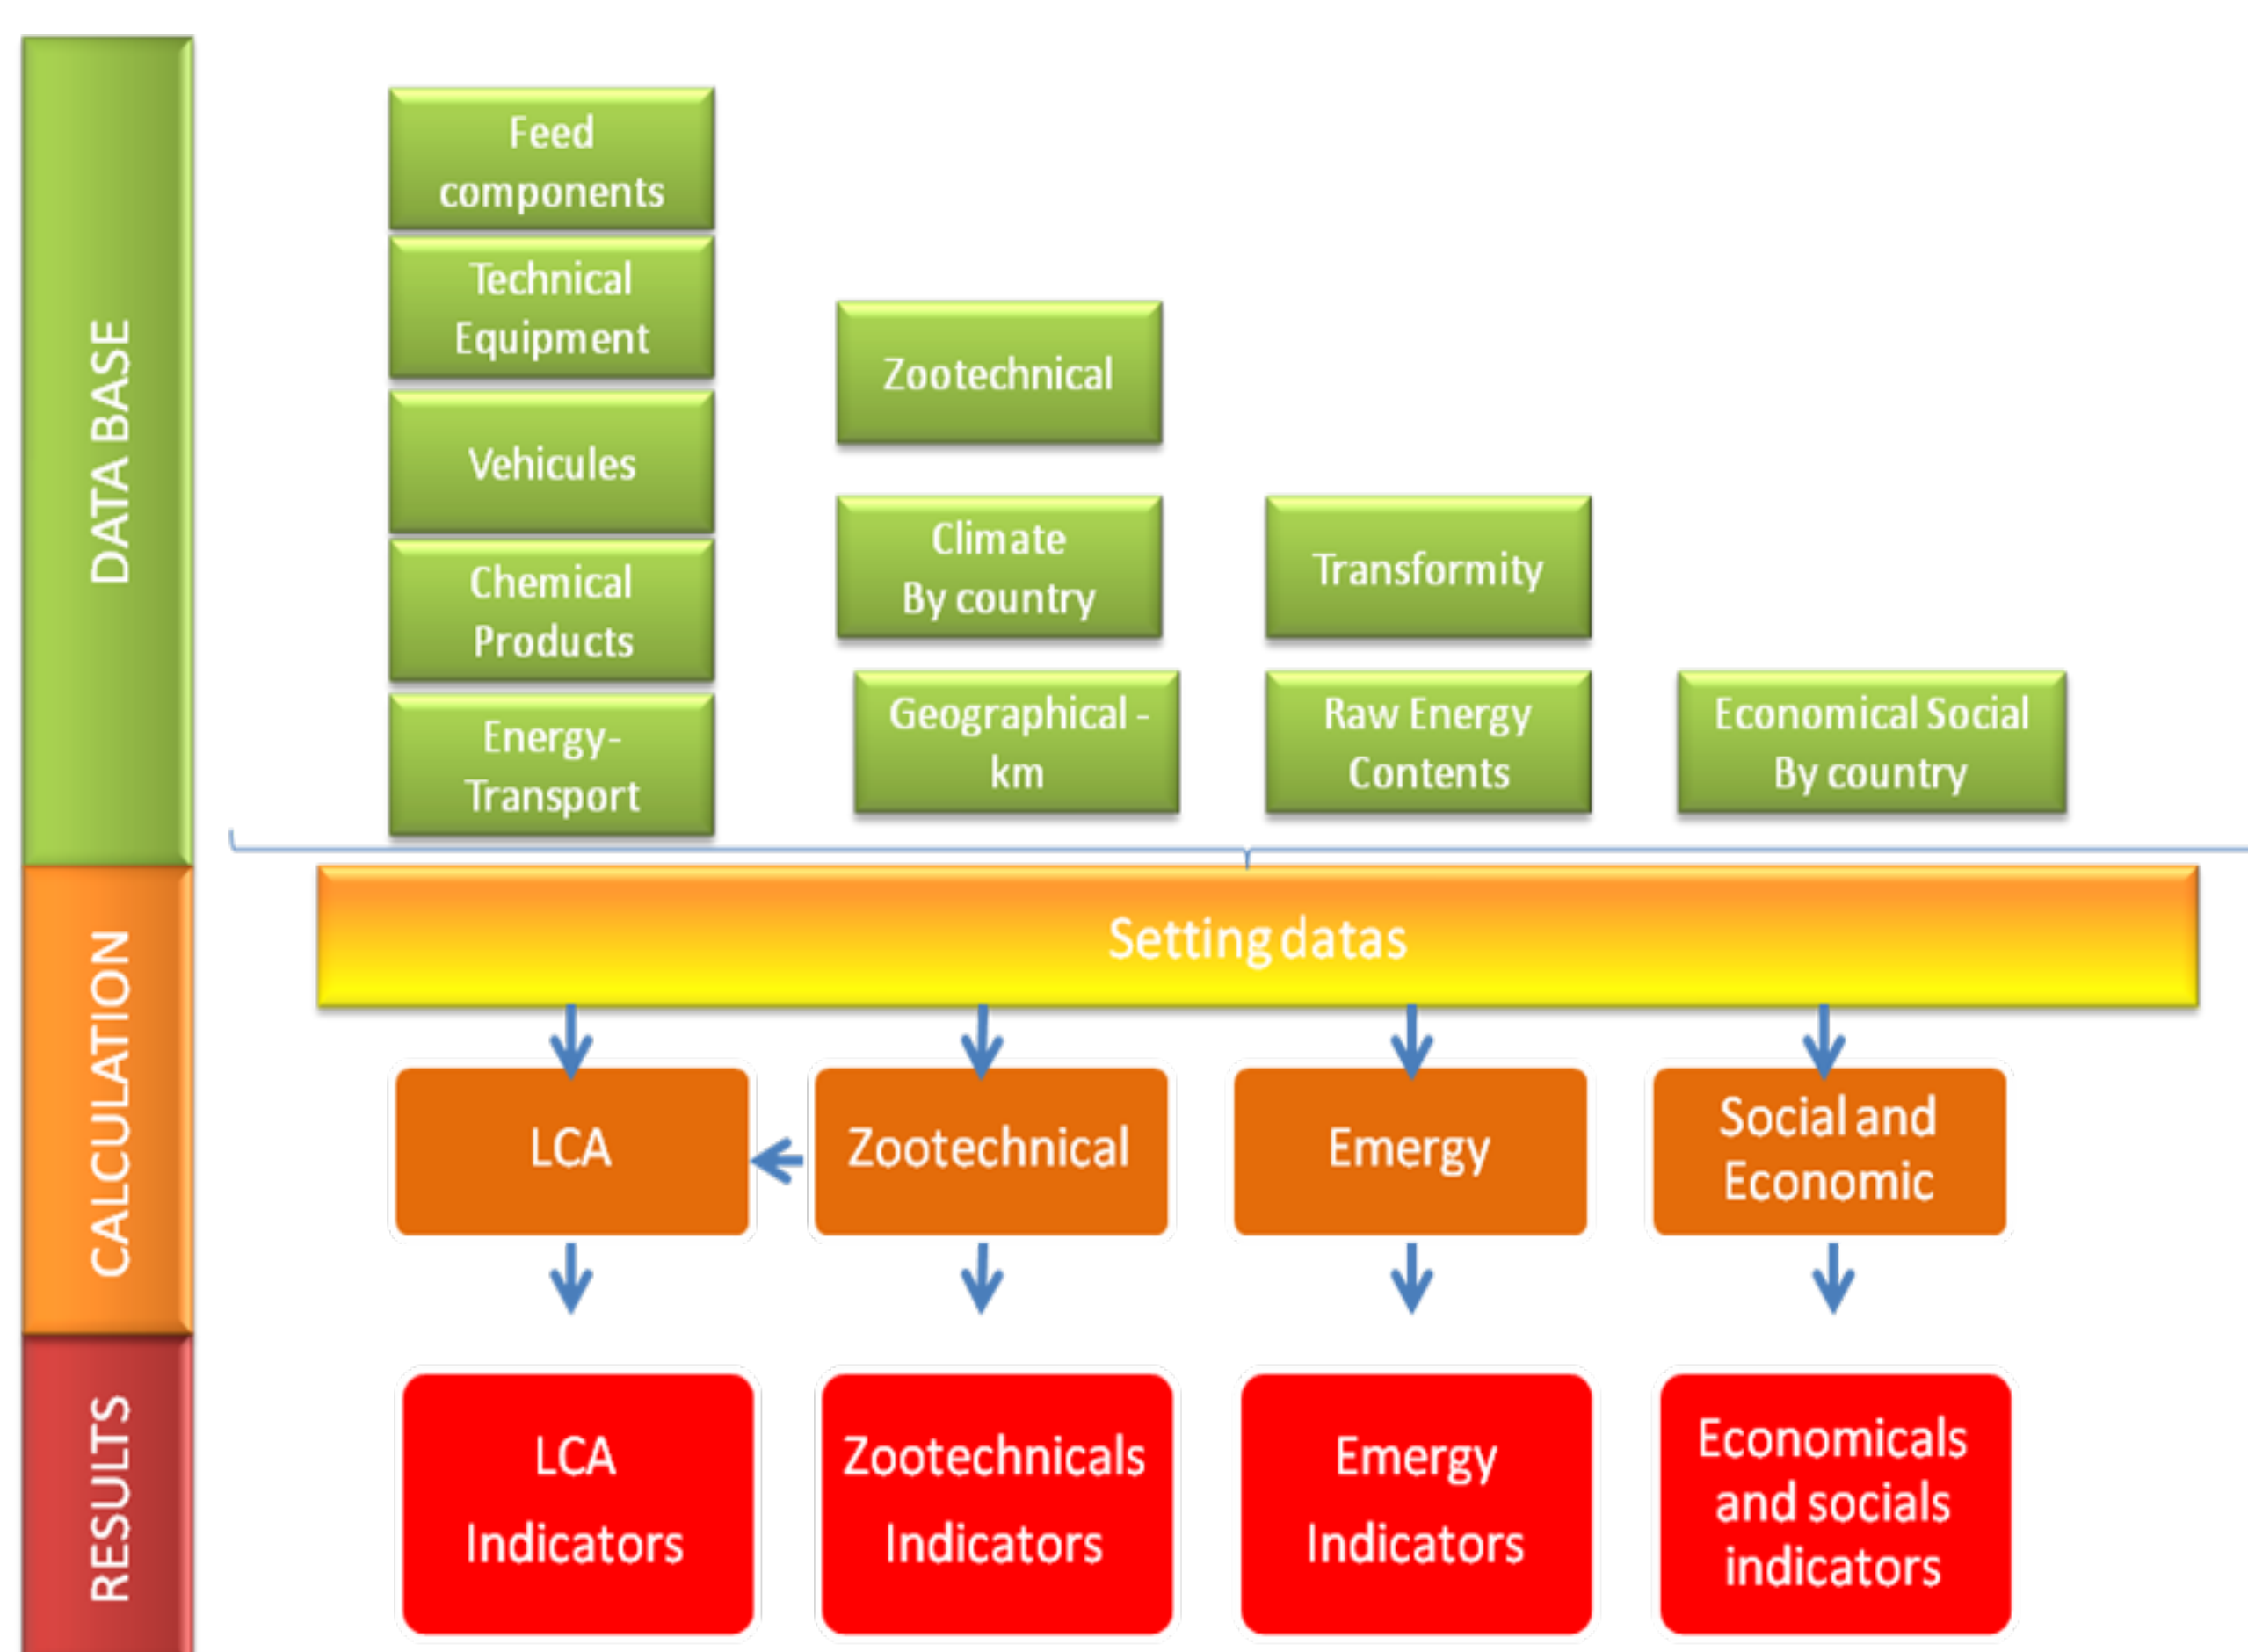 DATA BASE
Feed
components
Technical
Equipment
Vehicules
Chemical
Products
Energy-
Transport
Zootechnical
Climate
By country
Geographical -
km
Transformity
Raw Energy
Contents
Economical Social
By country
CALCULATION
Setting datas
LCA
Zootechnical
Emergy
Social and
Economic
RESULTS
LCA
Indicators
Zootechnicals
Indicators
Emergy
Indicators
Economicals
and socials
indicators